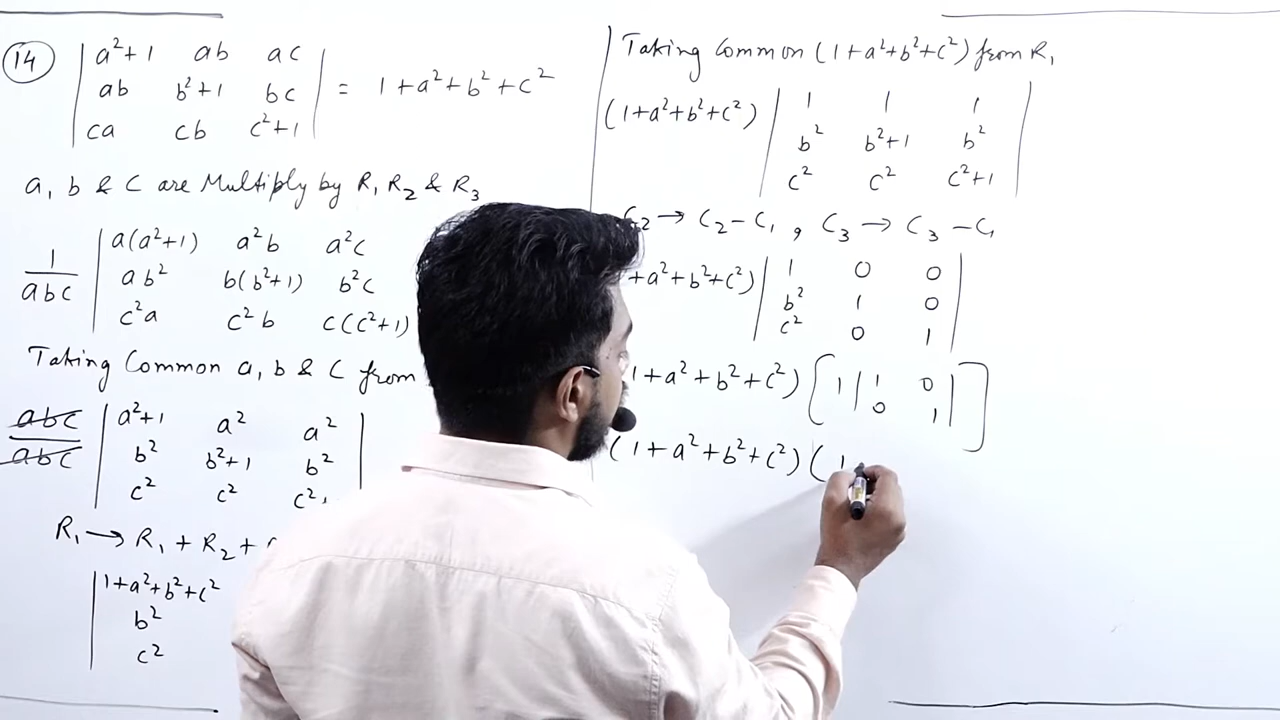 14
a²+1 ab ac
ab b²+1 bc
ca cb c²+1
= 1+a²+b²+c²
a, b & C are Multiply by R₁ R₂ & R₃
1/abc
a(a²+1) a²b a²c
ab² b(b²+1) b²c
c²a c²b c(c²+1)
Taking Common a, b & C from
abc/abc
a²+1 a² a²
b² b²+1 b²
c² c² c²+
R₁ → R₁ + R₂ +
1+a²+b²+c²
b²
c²
Taking Common (1+a²+b²+c²) from R₁
(1+a²+b²+c²)
1 1 1
b² b²+1 b²
c² c² c²+1
C₂ → C₂-C₁ , C₃ → C₃-C₁
+a²+b²+c²)
1 0 0
b² 1 0
c² 0 1
1+a²+b²+c²) [1 | 1 0
0 1 | ]
(1+a²+b²+c²) (1